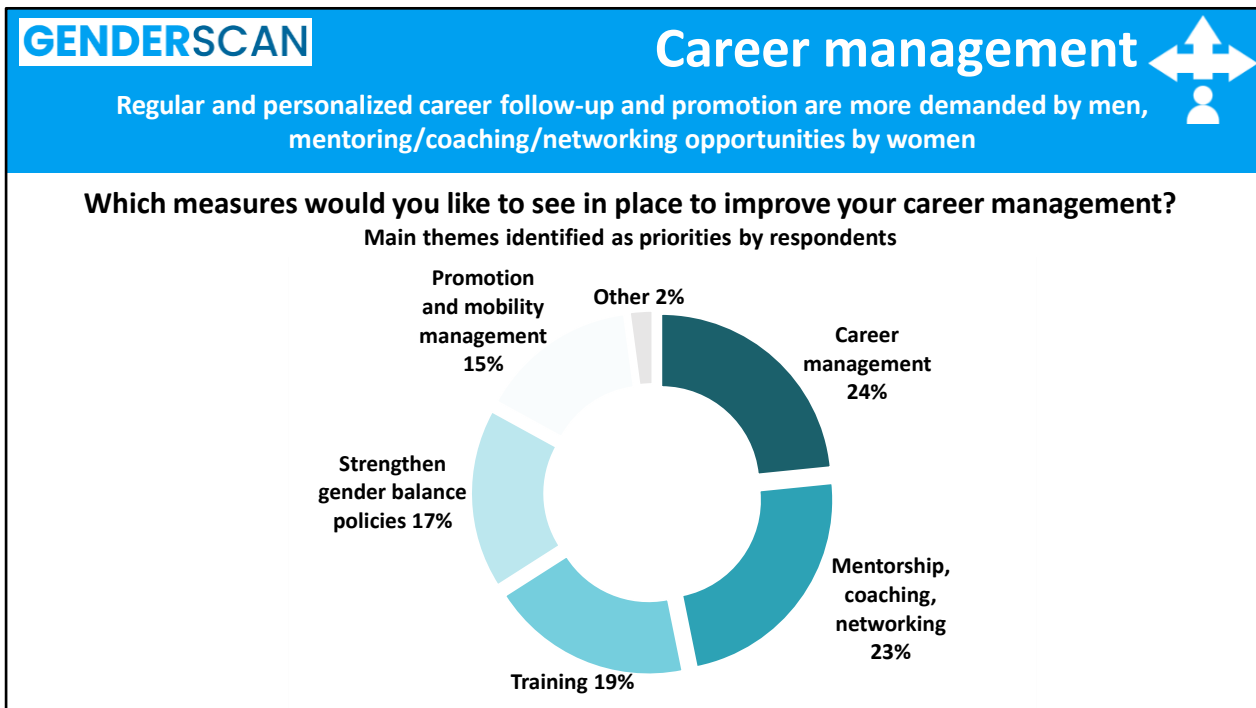 GENDERSCAN
Career management
Regular and personalized career follow-up and promotion are more demanded by men,
mentoring/coaching/networking opportunities by women
Which measures would you like to see in place to improve your career management?
Main themes identified as priorities by respondents
Promotion
and mobility
management
15%
Other 2%
Career
management
24%
Strengthen
gender balance
policies 17%
Mentorship,
coaching,
networking
23%
Training 19%